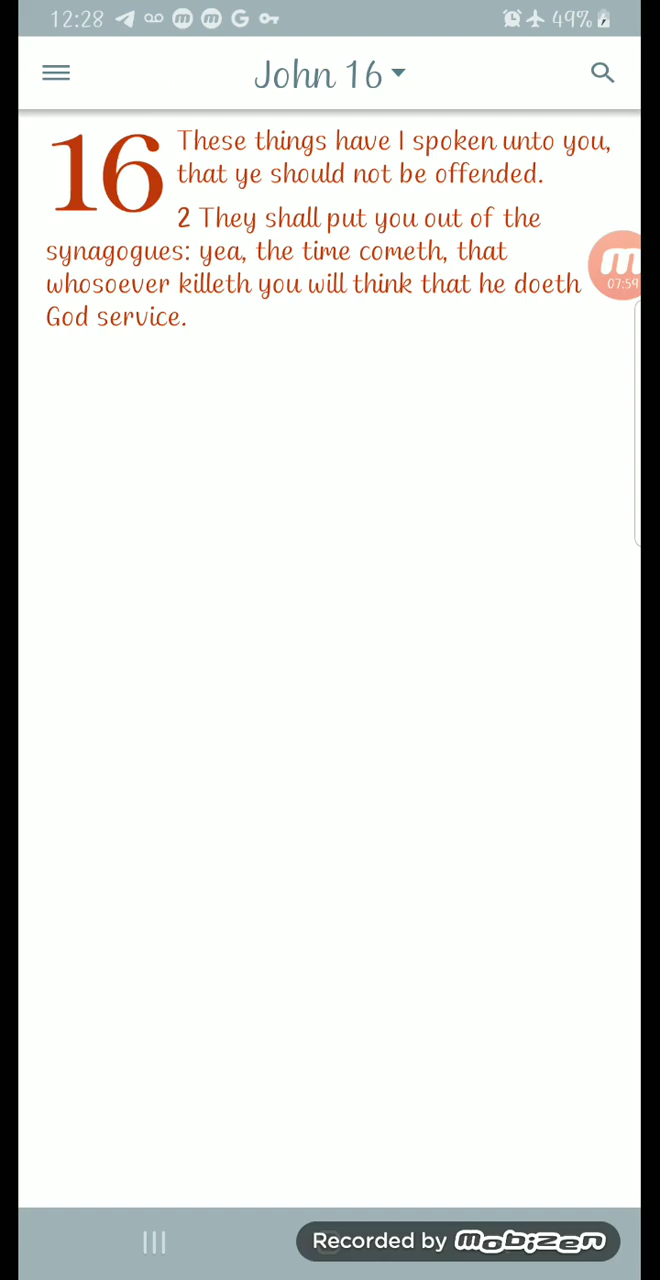 12:28 49%
John 16
16 These things have I spoken unto you,
that ye should not be offended.
2 They shall put you out of the
synagogues: yea, the time cometh, that
whosoever killeth you will think that he doeth
God service.
07:59
Recorded by mobizen